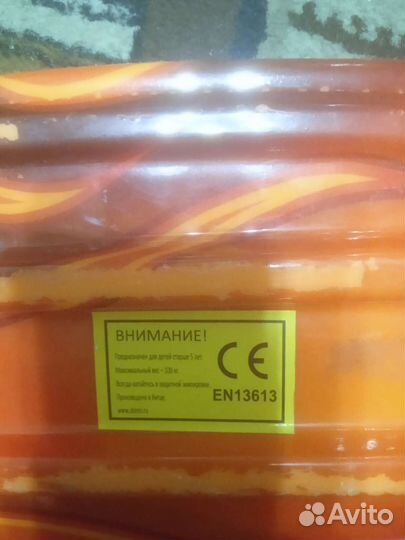 ВНИМАНИЕ!
Предназначен для детей старше 5 лет
Максимальный вес - 100 кг.
Всегда катайтесь в защитной экипировке
Произведено в Китае
CE
EN13613
Avito